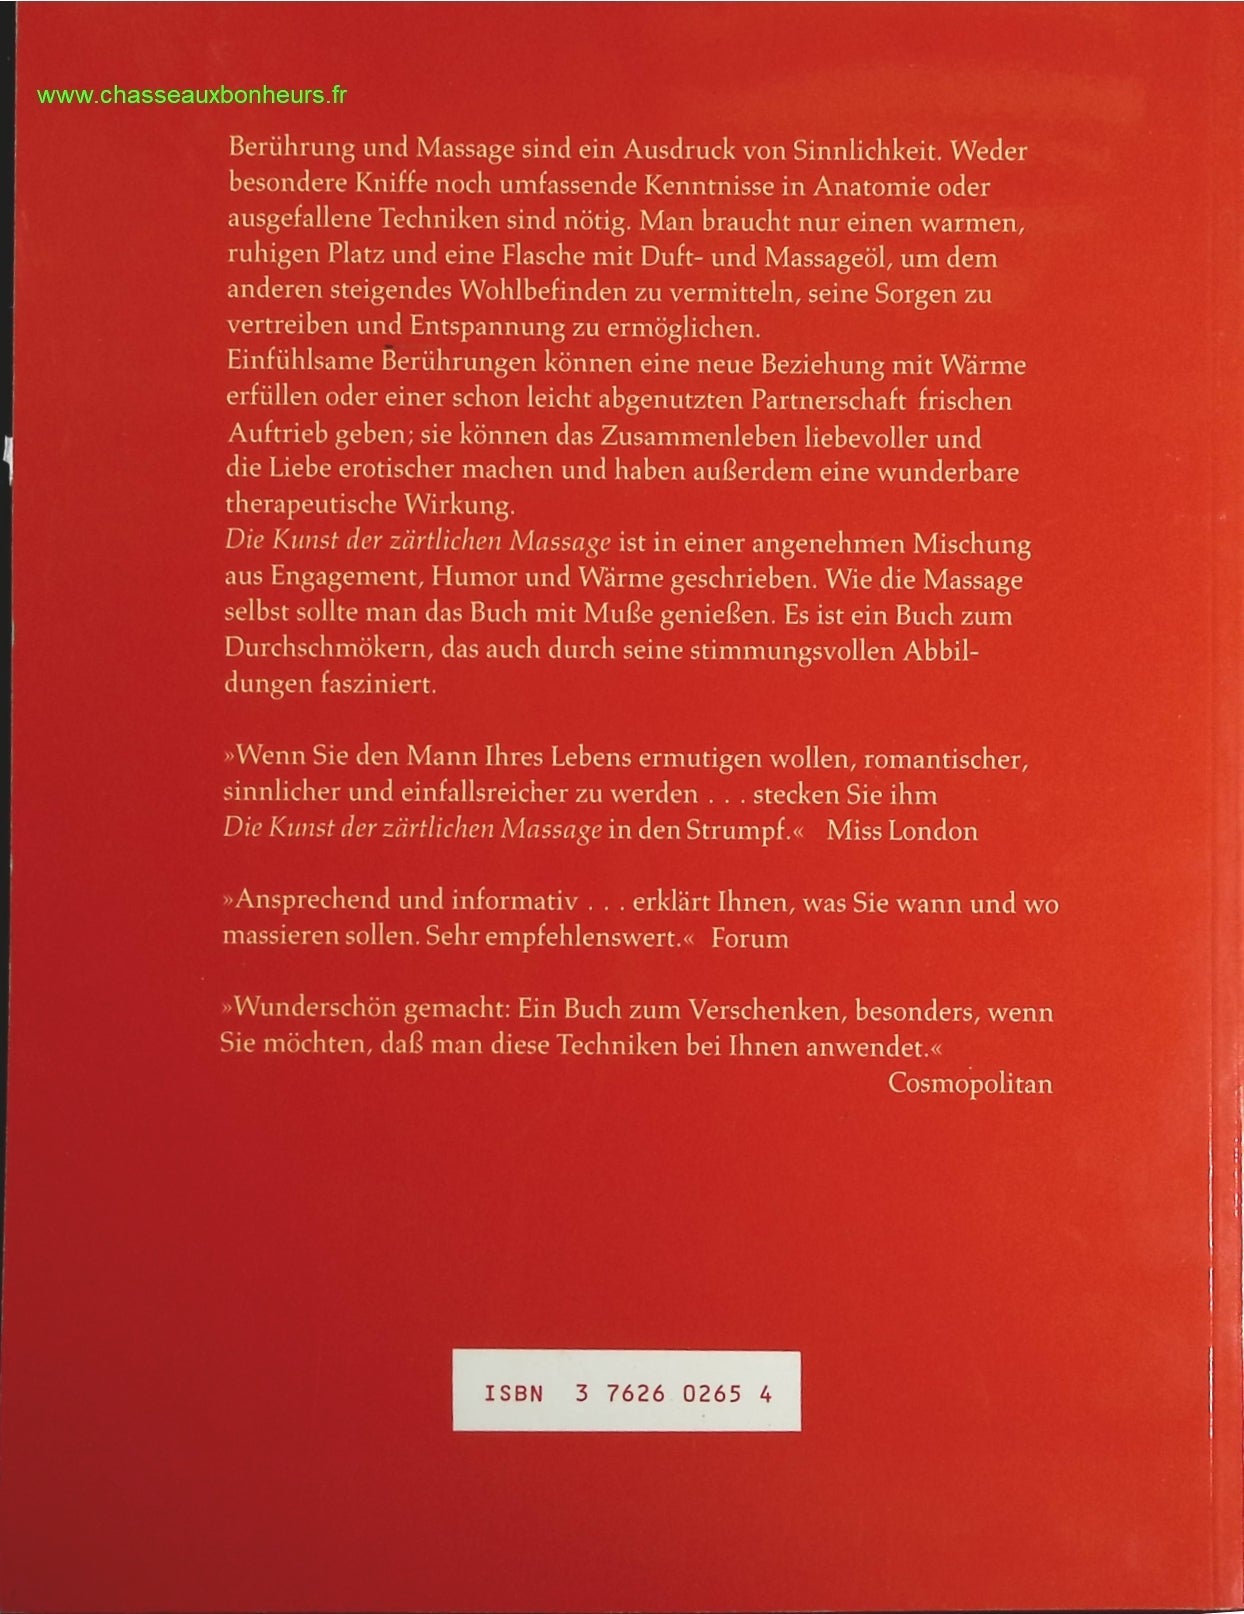 www.chasseauxbonheurs.fr
Berührung und Massage sind ein Ausdruck von Sinnlichkeit. Weder
besondere Kniffe noch umfassende Kenntnisse in Anatomie oder
ausgefallene Techniken sind nötig. Man braucht nur einen warmen,
ruhigen Platz und eine Flasche mit Duft- und Massageöl, um dem
anderen steigendes Wohlbefinden zu vermitteln, seine Sorgen zu
vertreiben und Entspannung zu ermöglichen.
Einfühlsame Berührungen können eine neue Beziehung mit Wärme
erfüllen oder einer schon leicht abgenutzten Partnerschaft frischen
Auftrieb geben; sie können das Zusammenleben liebevoller und
die Liebe erotischer machen und haben außerdem eine wunderbare
therapeutische Wirkung.
Die Kunst der zärtlichen Massage ist in einer angenehmen Mischung
aus Engagement, Humor und Wärme geschrieben. Wie die Massage
selbst sollte man das Buch mit Muße genießen. Es ist ein Buch zum
Durchschmökern, das auch durch seine stimmungsvollen Abbil-
dungen fasziniert.
»Wenn Sie den Mann Ihres Lebens ermutigen wollen, romantischer,
sinnlicher und einfallsreicher zu werden . . . stecken Sie ihm
Die Kunst der zärtlichen Massage in den Strumpf.« Miss London
»Ansprechend und informativ . . . erklärt Ihnen, was Sie wann und wo
massieren sollen. Sehr empfehlenswert.« Forum
»Wunderschön gemacht: Ein Buch zum Verschenken, besonders, wenn
Sie möchten, daß man diese Techniken bei Ihnen anwendet.«
Cosmopolitan
ISBN 3 7626 0265 4